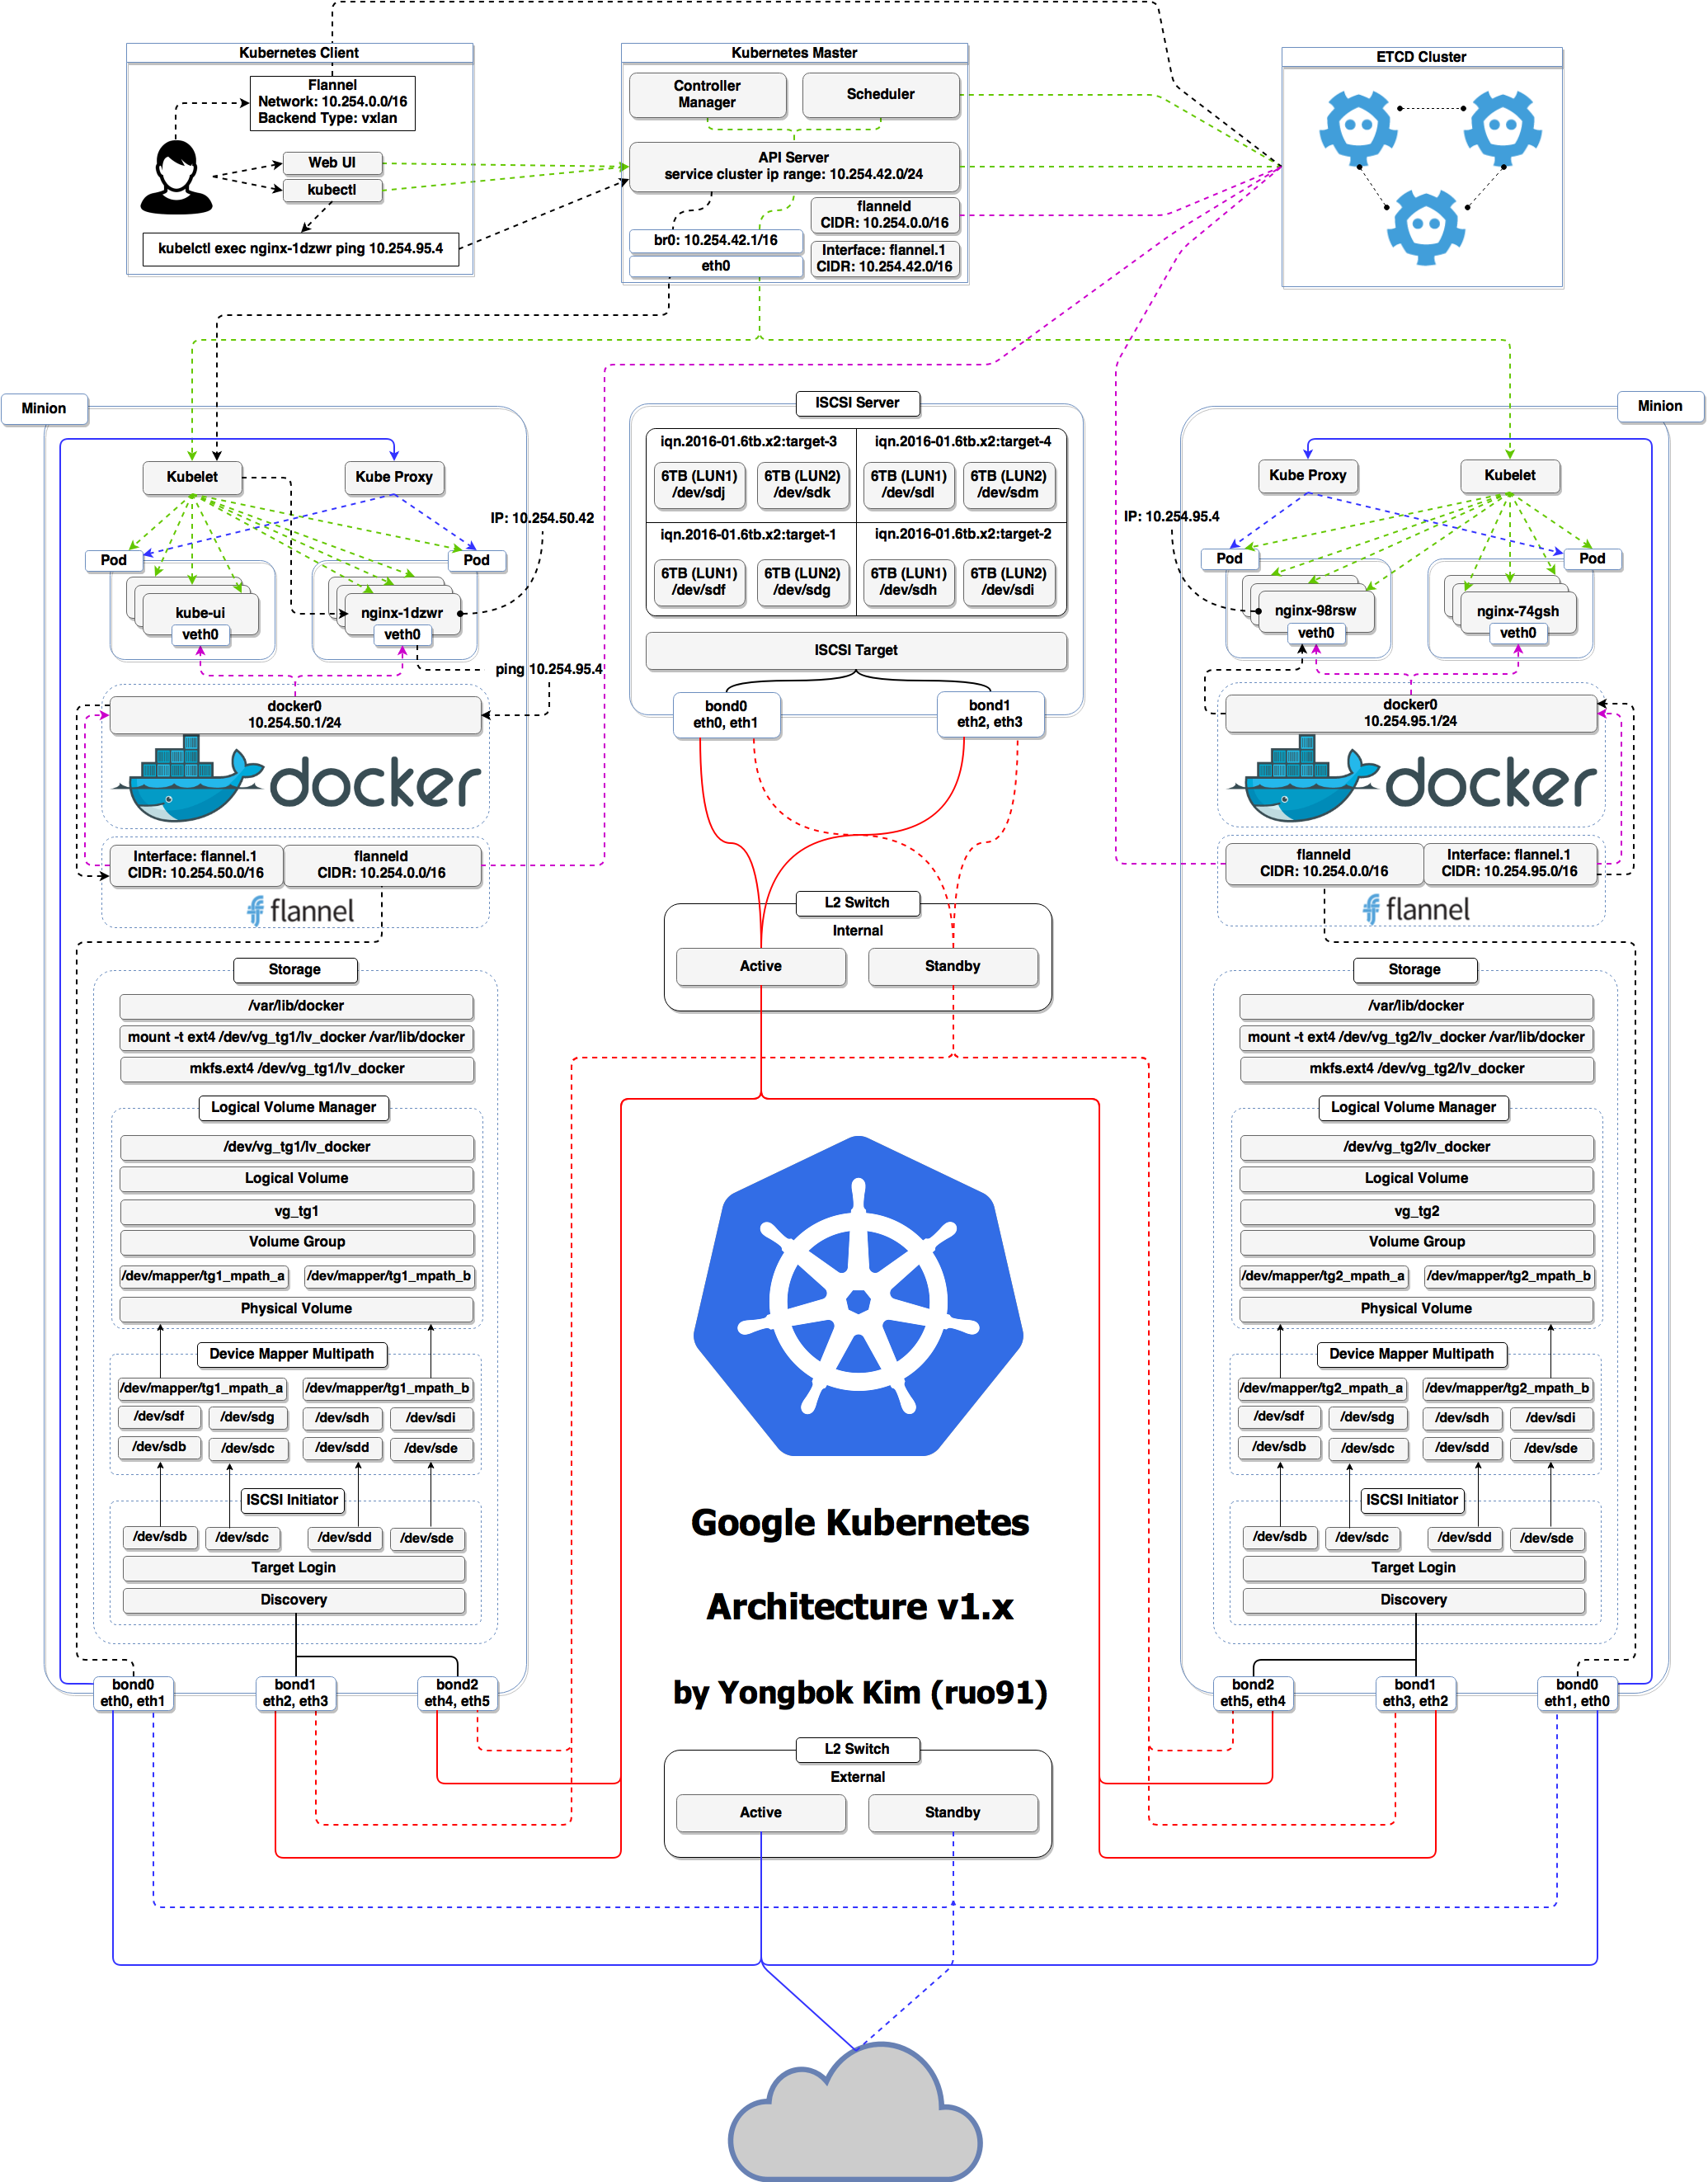 Kubernetes Client
Flannel
Network: 10.254.0.0/16
Backend Type: vxlan
Web UI
kubectl
kubelctl exec nginx-1dzwr ping 10.254.95.4
Kubernetes Master
Controller
Manager
Scheduler
API Server
service cluster ip range: 10.254.42.0/24
flanneld
CIDR: 10.254.0.0/16
br0: 10.254.42.1/16
eth0
Interface: flannel.1
CIDR: 10.254.42.0/16
ETCD Cluster
Minion
Kubelet
Kube Proxy
IP: 10.254.50.42
Pod
Pod
kube-ui
veth0
nginx-1dzwr
veth0
ping 10.254.95.4
docker0
10.254.50.1/24
docker
Interface: flannel.1
CIDR: 10.254.50.0/16
flanneld
CIDR: 10.254.0.0/16
flannel
Storage
/var/lib/docker
mount -t ext4 /dev/vg_tg1/lv_docker /var/lib/docker
mkfs.ext4 /dev/vg_tg1/lv_docker
Logical Volume Manager
/dev/vg_tg1/lv_docker
Logical Volume
vg_tg1
Volume Group
/dev/mapper/tg1_mpath_a
/dev/mapper/tg1_mpath_b
Physical Volume
Device Mapper Multipath
/dev/mapper/tg1_mpath_a
/dev/mapper/tg1_mpath_b
/dev/sdf
/dev/sdg
/dev/sdh
/dev/sdi
/dev/sdb
/dev/sdc
/dev/sdd
/dev/sde
ISCSI Initiator
/dev/sdb
/dev/sdc
/dev/sdd
/dev/sde
Target Login
Discovery
bond0
eth0, eth1
bond1
eth2, eth3
bond2
eth4, eth5
ISCSI Server
iqn.2016-01.6tb.x2:target-3
6TB (LUN1)
/dev/sdj
6TB (LUN2)
/dev/sdk
iqn.2016-01.6tb.x2:target-4
6TB (LUN1)
/dev/sdl
6TB (LUN2)
/dev/sdm
iqn.2016-01.6tb.x2:target-1
6TB (LUN1)
/dev/sdf
6TB (LUN2)
/dev/sdg
iqn.2016-01.6tb.x2:target-2
6TB (LUN1)
/dev/sdh
6TB (LUN2)
/dev/sdi
ISCSI Target
bond0
eth0, eth1
bond1
eth2, eth3
L2 Switch
Internal
Active
Standby
Google Kubernetes
Architecture v1.x
by Yongbok Kim (ruo91)
L2 Switch
External
Active
Standby
Minion
Kube Proxy
Kubelet
IP: 10.254.95.4
Pod
Pod
nginx-98rsw
veth0
nginx-74gsh
veth0
docker0
10.254.95.1/24
docker
flanneld
CIDR: 10.254.0.0/16
Interface: flannel.1
CIDR: 10.254.95.0/16
flannel
Storage
/var/lib/docker
mount -t ext4 /dev/vg_tg2/lv_docker /var/lib/docker
mkfs.ext4 /dev/vg_tg2/lv_docker
Logical Volume Manager
/dev/vg_tg2/lv_docker
Logical Volume
vg_tg2
Volume Group
/dev/mapper/tg2_mpath_a
/dev/mapper/tg2_mpath_b
Physical Volume
Device Mapper Multipath
/dev/mapper/tg2_mpath_a
/dev/mapper/tg2_mpath_b
/dev/sdf
/dev/sdg
/dev/sdh
/dev/sdi
/dev/sdb
/dev/sdc
/dev/sdd
/dev/sde
ISCSI Initiator
/dev/sdb
/dev/sdc
/dev/sdd
/dev/sde
Target Login
Discovery
bond2
eth5, eth4
bond1
eth3, eth2
bond0
eth1, eth0